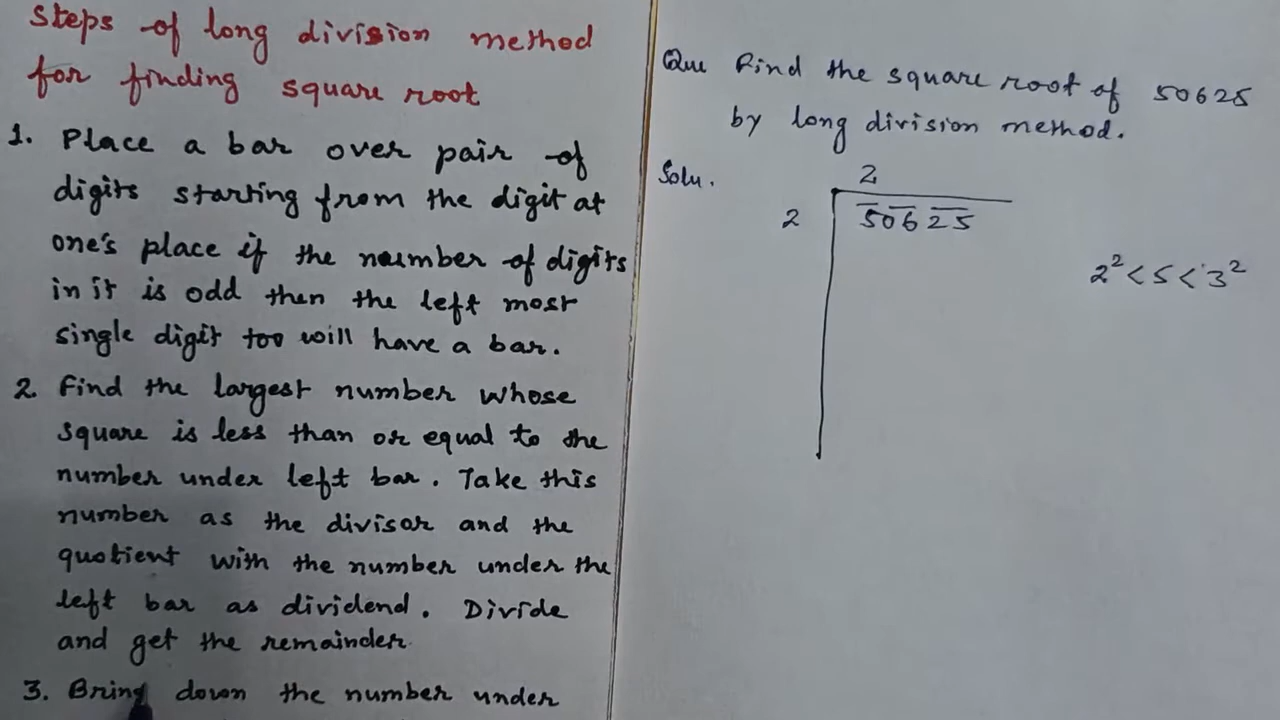 Steps of long division method
for finding square root
1. Place a bar over pair of
digits starting from the digit at
one's place if the number of digits
in it is odd then the left most
single digit too will have a bar.
2. Find the largest number whose
square is less than or equal to the
number under left bar. Take this
number as the divisor and the
quotient with the number under the
left bar as dividend. Divide
and get the remainder.
3. Bring down the number under
Que Find the square root of 50625
by long division method.
Solu.
2
2 50625
2² < 5 < 3²